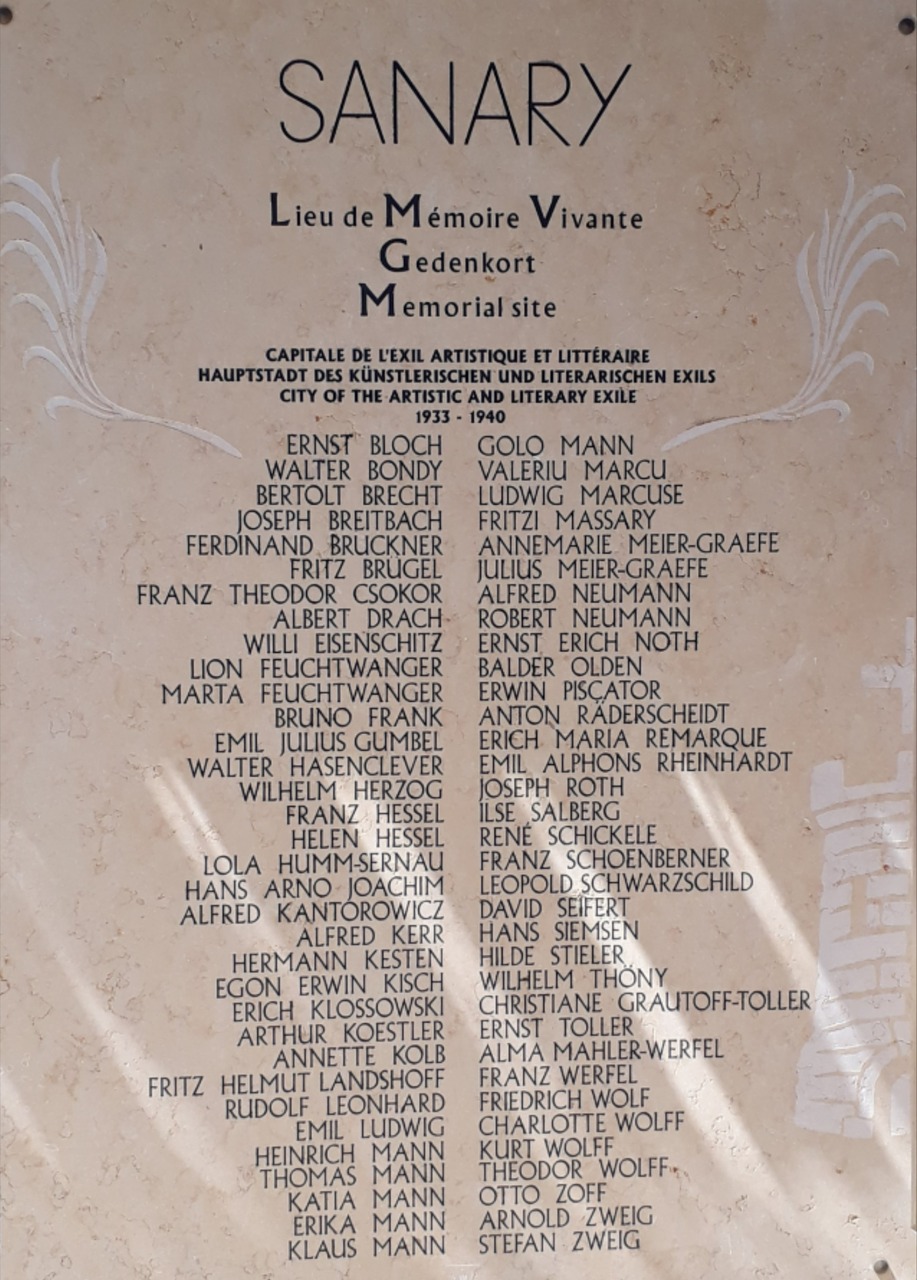 SANARY
Lieu de Mémoire Vivante
Gedenkort
Memorial site
CAPITALE DE L'EXIL ARTISTIQUE ET LITTÉRAIRE
HAUPTSTADT DES KÜNSTLERISCHEN UND LITERARISCHEN EXILS
CITY OF THE ARTISTIC AND LITERARY EXILE
1933 - 1940
ERNST BLOCH
WALTER BONDY
BERTOLT BRECHT
JOSEPH BREITBACH
FERDINAND BRUCKNER
FRITZ BRÜGEL
FRANZ THEODOR CSOKOR
ALBERT DRACH
WILLI EISENSCHITZ
LION FEUCHTWANGER
MARTA FEUCHTWANGER
BRUNO FRANK
EMIL JULIUS GUMBEL
WALTER HASENCLEVER
WILHELM HERZOG
FRANZ HESSEL
HELEN HESSEL
LOLA HUMM-SERNAU
HANS ARNO JOACHIM
ALFRED KANTOROWICZ
ALFRED KERR
HERMANN KESTEN
EGON ERWIN KISCH
ERICH KLOSSOWSKI
ARTHUR KOESTLER
ANNETTE KOLB
FRITZ HELMUT LANDSHOFF
RUDOLF LEONHARD
EMIL LUDWIG
HEINRICH MANN
THOMAS MANN
KATIA MANN
ERIKA MANN
KLAUS MANN
GOLO MANN
VALERIU MARCU
LUDWIG MARCUSE
FRITZI MASSARY
ANNEMARIE MEIER-GRAEFE
JULIUS MEIER-GRAEFE
ALFRED NEUMANN
ROBERT NEUMANN
ERNST ERICH NOTH
BALDER OLDEN
ERWIN PISCATOR
ANTON RÄDERSCHEIDT
ERICH MARIA REMARQUE
EMIL ALPHONS RHEINHARDT
JOSEPH ROTH
ILSE SALBERG
RENÉ SCHICKELE
FRANZ SCHOENBERNER
LEOPOLD SCHWARZSCHILD
DAVID SEIFERT
HANS SIEMSEN
HILDE STIELER
WILHELM THÖNY
CHRISTIANE GRAUTOFF-TOLLER
ERNST TOLLER
ALMA MAHLER-WERFEL
FRANZ WERFEL
FRIEDRICH WOLF
CHARLOTTE WOLFF
KURT WOLFF
THEODOR WOLFF
OTTO ZOFF
ARNOLD ZWEIG
STEFAN ZWEIG